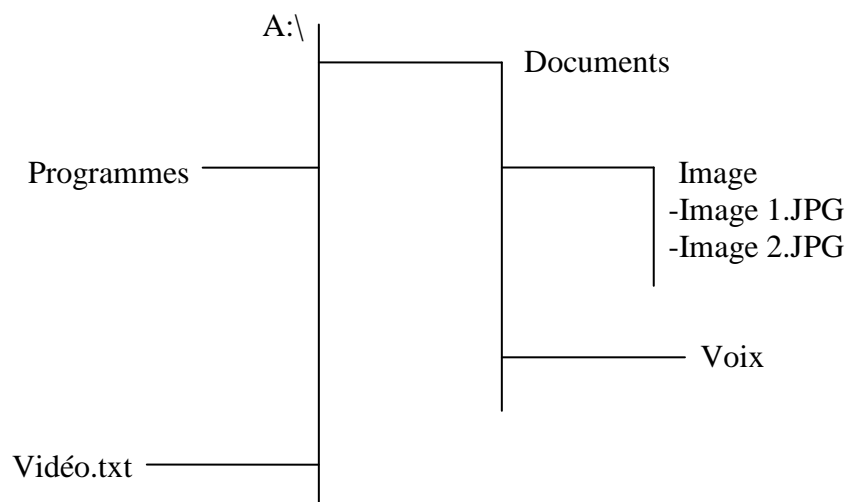 A:\
Documents
Programmes
Image
-Image 1.JPG
-Image 2.JPG
Voix
Vidéo.txt